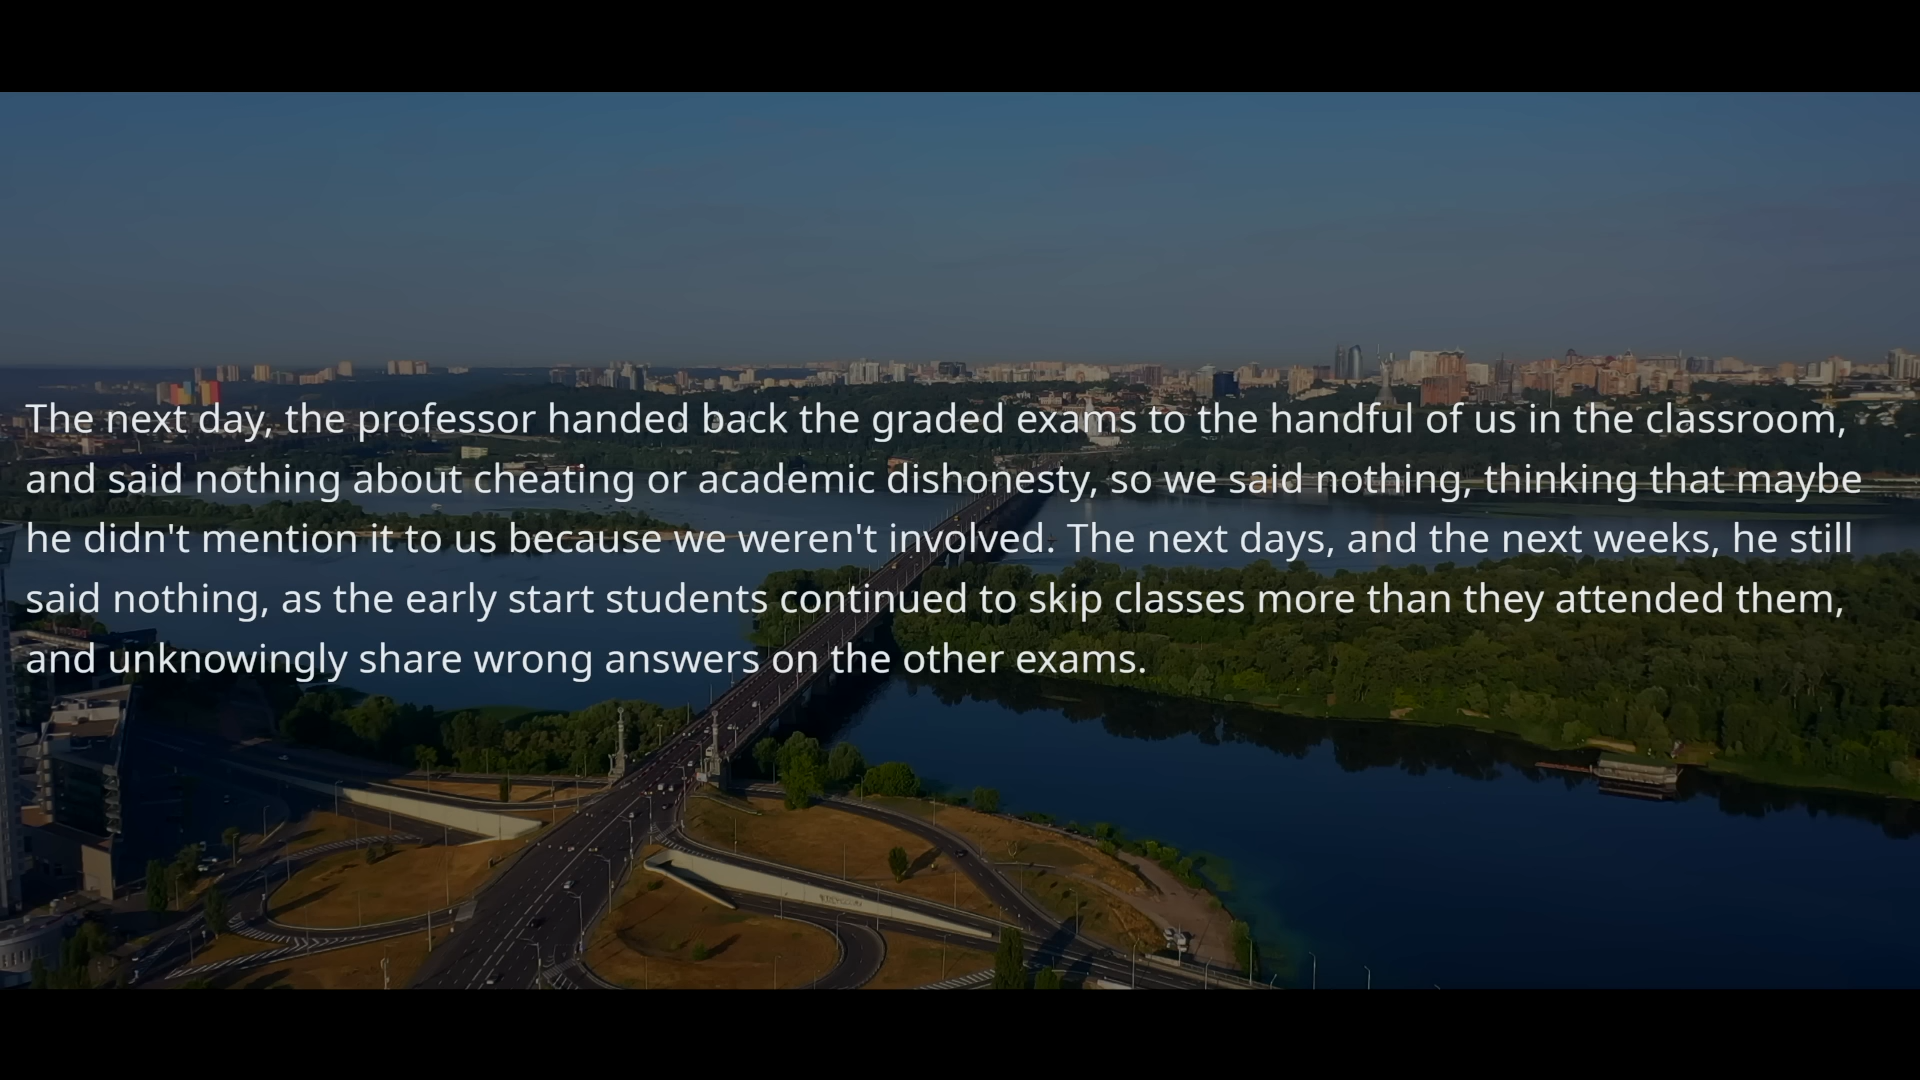 The next day, the professor handed back the graded exams to the handful of us in the classroom,
and said nothing about cheating or academic dishonesty, so we said nothing, thinking that maybe
he didn't mention it to us because we weren't involved. The next days, and the next weeks, he still
said nothing, as the early start students continued to skip classes more than they attended them,
and unknowingly share wrong answers on the other exams.